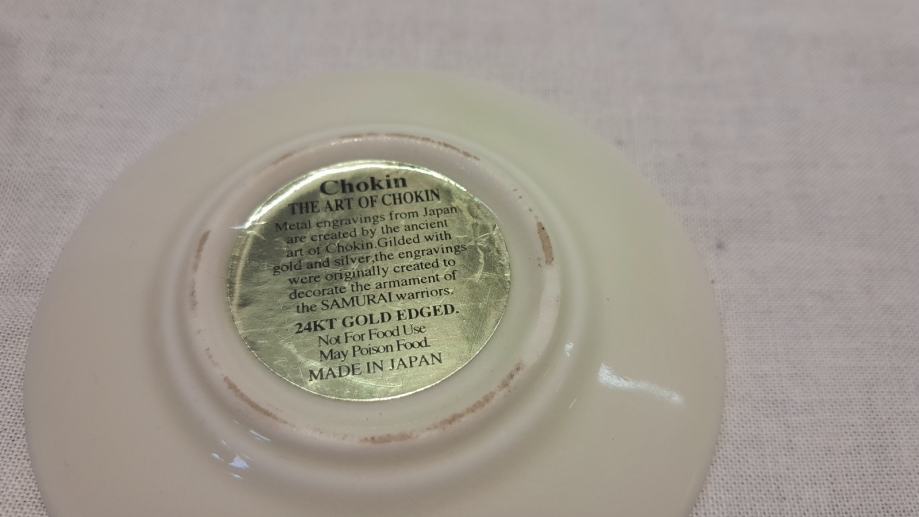 Chokin
THE ART OF CHOKIN
Metal engravings from Japan
are created by the ancient
art of Chokin.Gilded with
gold and silver,the engravings
were originally created to
decorate the armament of
the SAMURAI warriors.
24KT GOLD EDGED.
Not For Food Use
May Poison Food.
MADE IN JAPAN